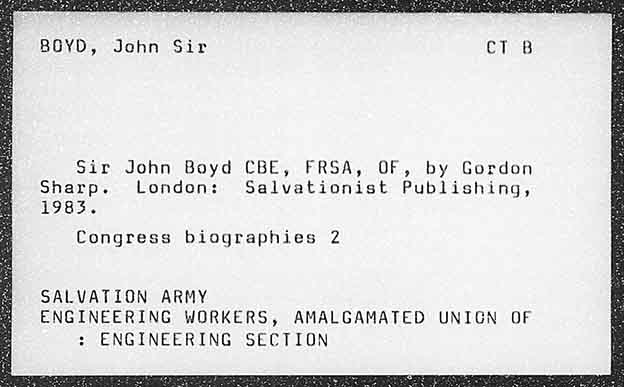 BOYD, John Sir CT B
Sir John Boyd CBE, FRSA, OF, by Gordon
Sharp. London: Salvationist Publishing,
1983.
Congress biographies 2
SALVATION ARMY
ENGINEERING WORKERS, AMALGAMATED UNION OF
: ENGINEERING SECTION